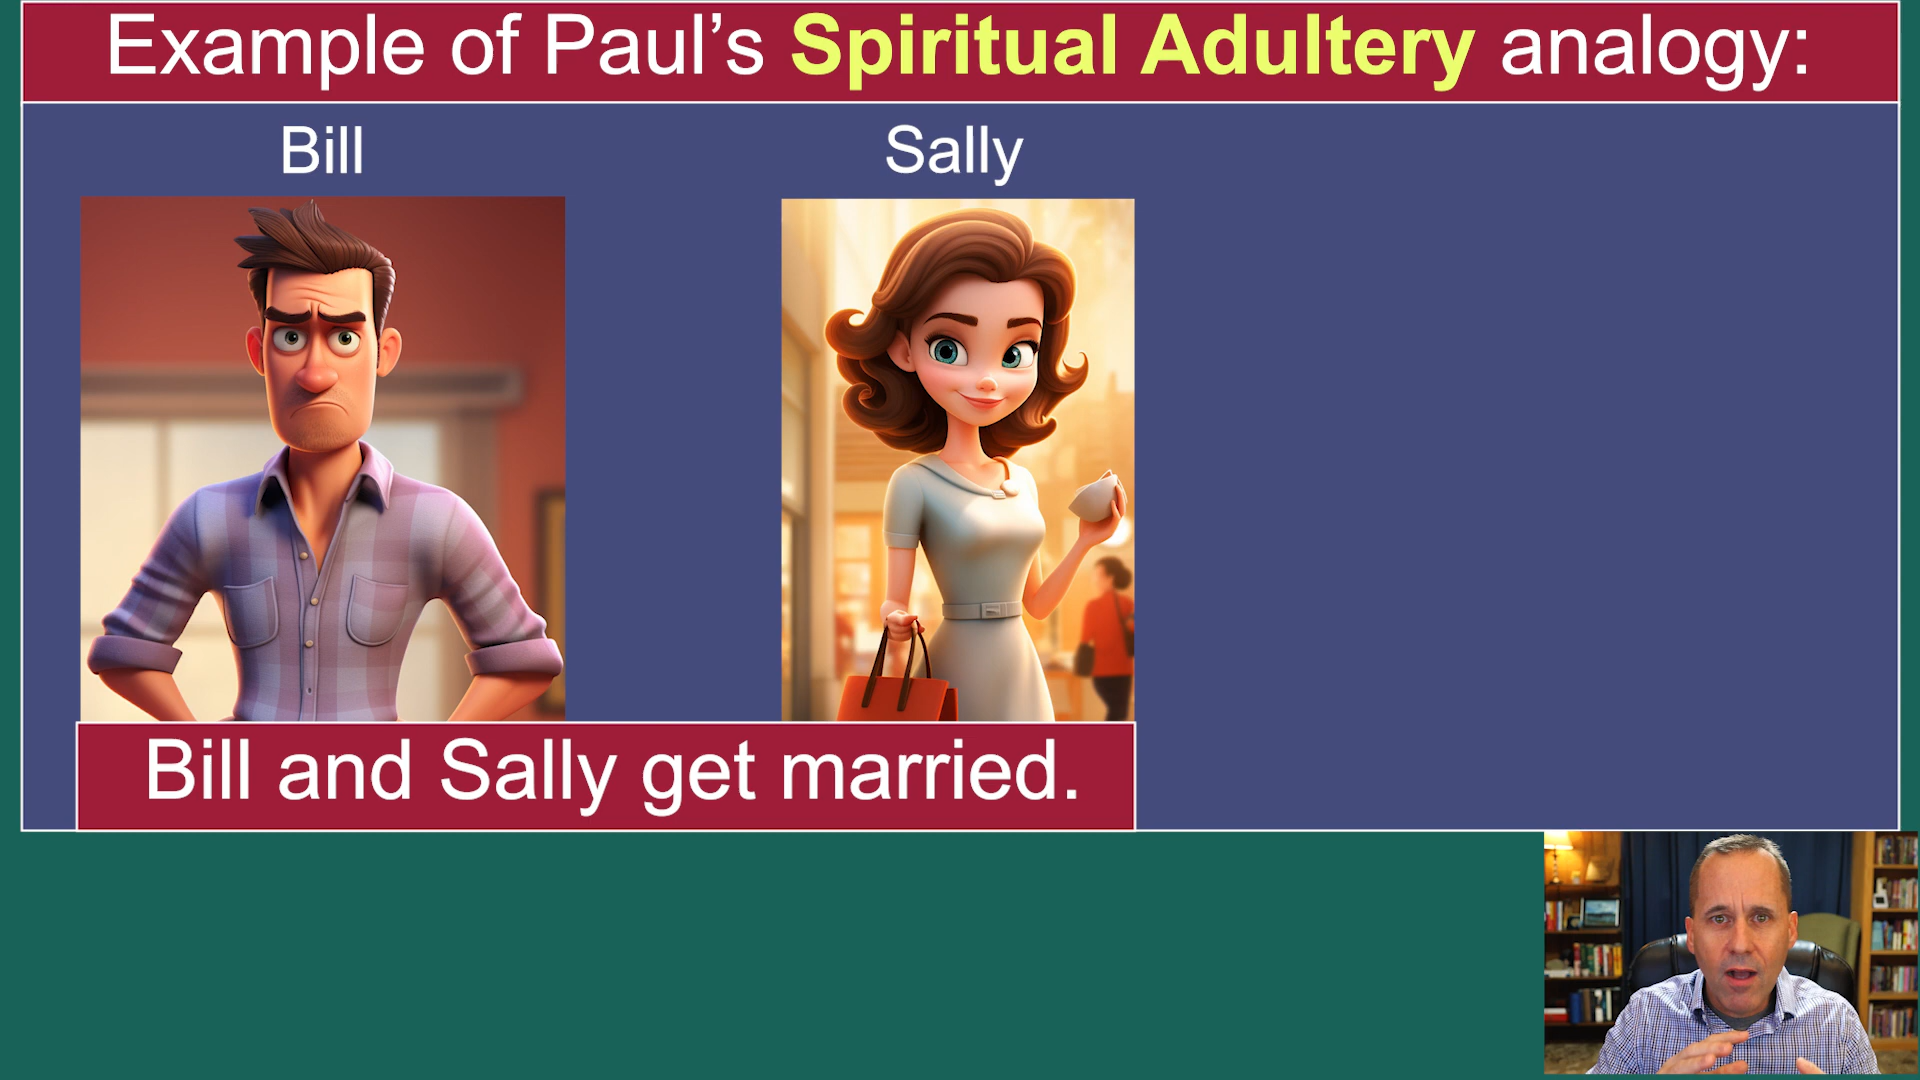 Example of Paul’s Spiritual Adultery analogy:
Bill
Sally
Bill and Sally get married.